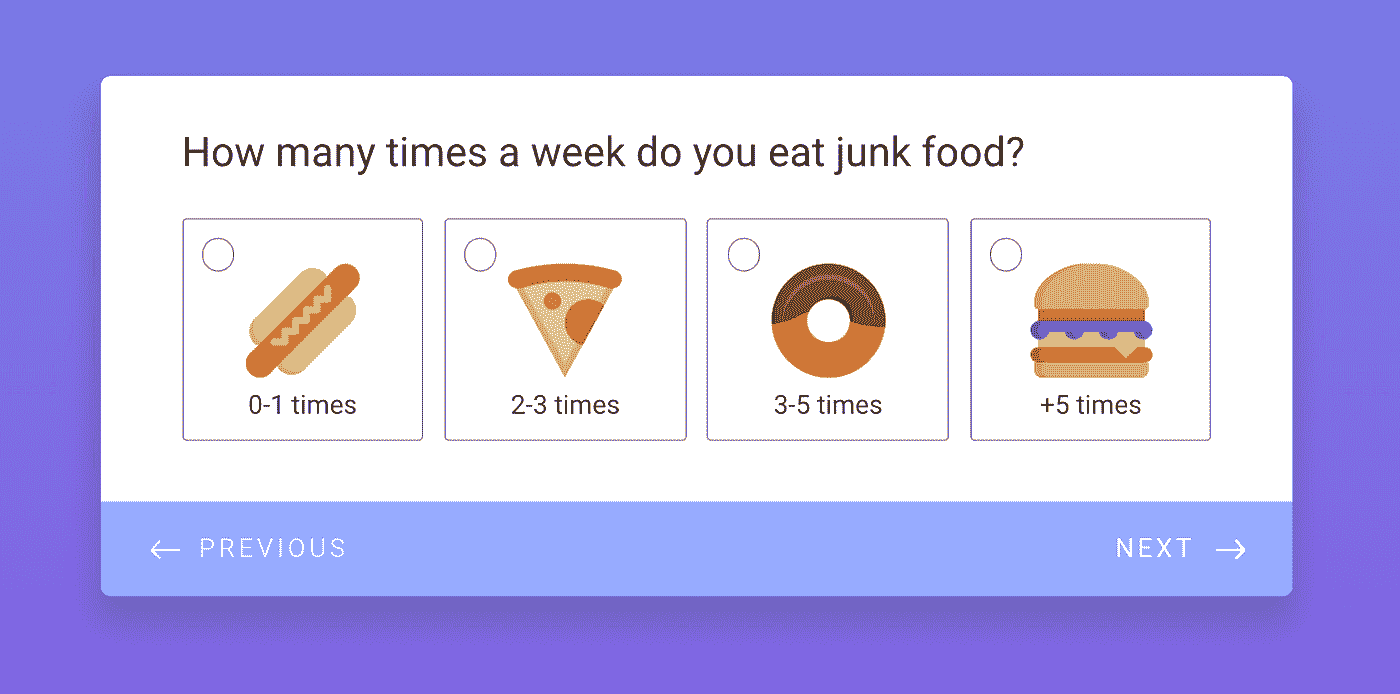 How many times a week do you eat junk food?
0-1 times
2-3 times
3-5 times
+5 times
← PREVIOUS
NEXT →